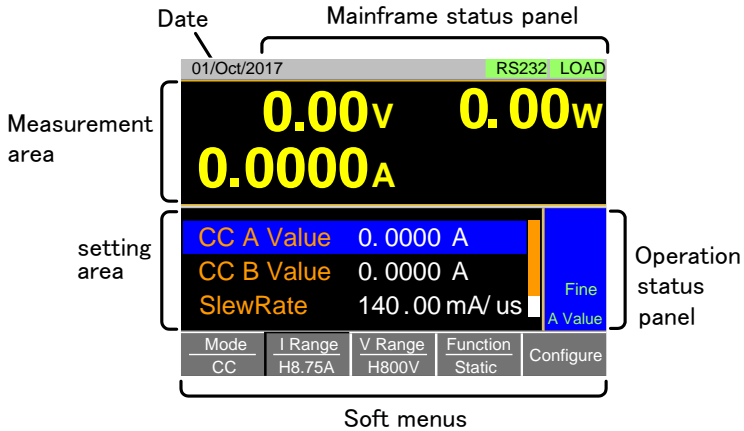 Date
Mainframe status panel
01/Oct/2017 RS232 LOAD
Measurement
area
0.00V 0.00W
0.0000A
setting
area
CC A Value 0.0000 A
CC B Value 0.0000 A
SlewRate 140.00 mA/us
Fine
A Value
Operation
status
panel
Mode I Range V Range Function Configure
CC H8.75A H800V Static
Soft menus